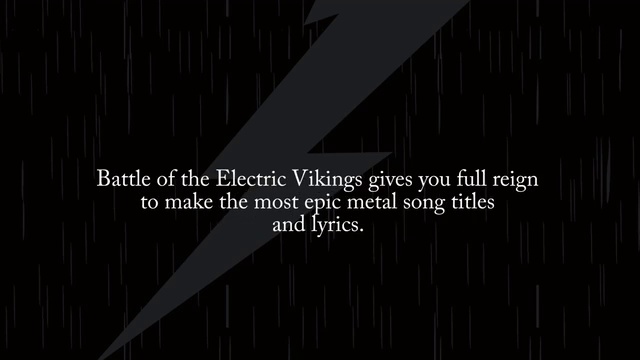 Battle of the Electric Vikings gives you full reign
to make the most epic metal song titles
and lyrics.